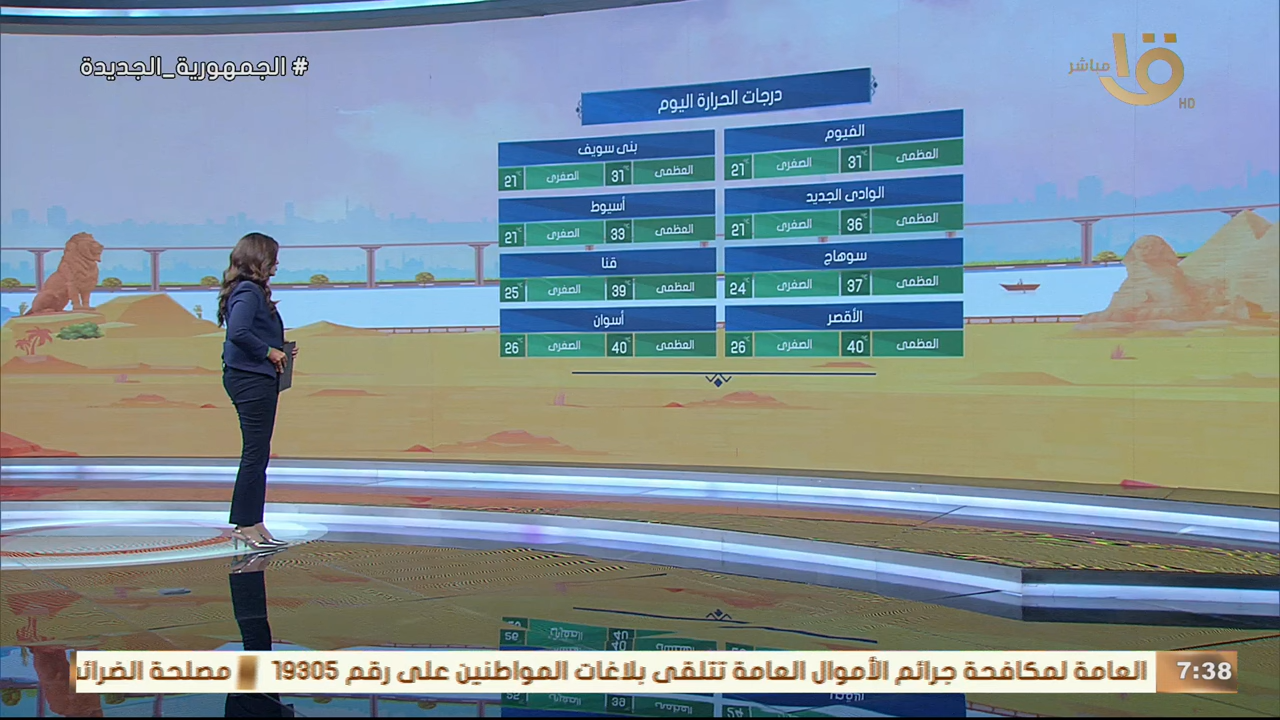 # الجمهورية_الجديدة
مباشر
HD
درجات الحرارة اليوم
الفيوم
العظمى 31°c الصغرى 21°c
بنى سويف
العظمى 31°c الصغرى 21°c
الوادى الجديد
العظمى 36°c الصغرى 21°c
أسيوط
العظمى 33°c الصغرى 21°c
سوهاج
العظمى 37°c الصغرى 24°c
قنا
العظمى 39°c الصغرى 25°c
الأقصر
العظمى 40°c الصغرى 26°c
أسوان
العظمى 40°c الصغرى 26°c
7:38
العامة لمكافحة جرائم الأموال العامة تتلقى بلاغات المواطنين على رقم 19305 مصلحة الضرائ